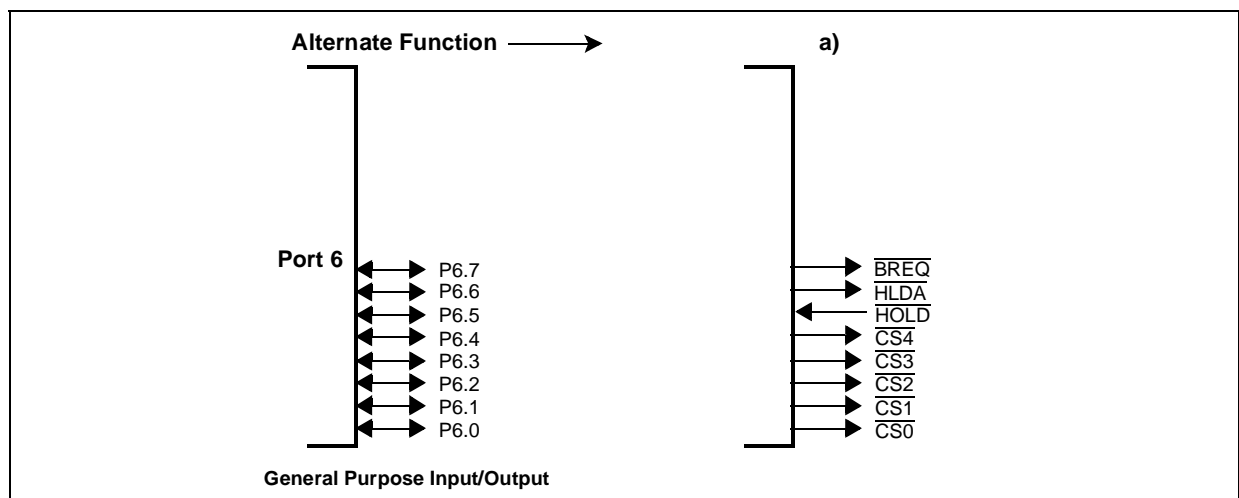 Alternate Function a)
Port 6
P6.7 BREQ
P6.6 HLDA
P6.5 HOLD
P6.4 CS4
P6.3 CS3
P6.2 CS2
P6.1 CS1
P6.0 CS0
General Purpose Input/Output